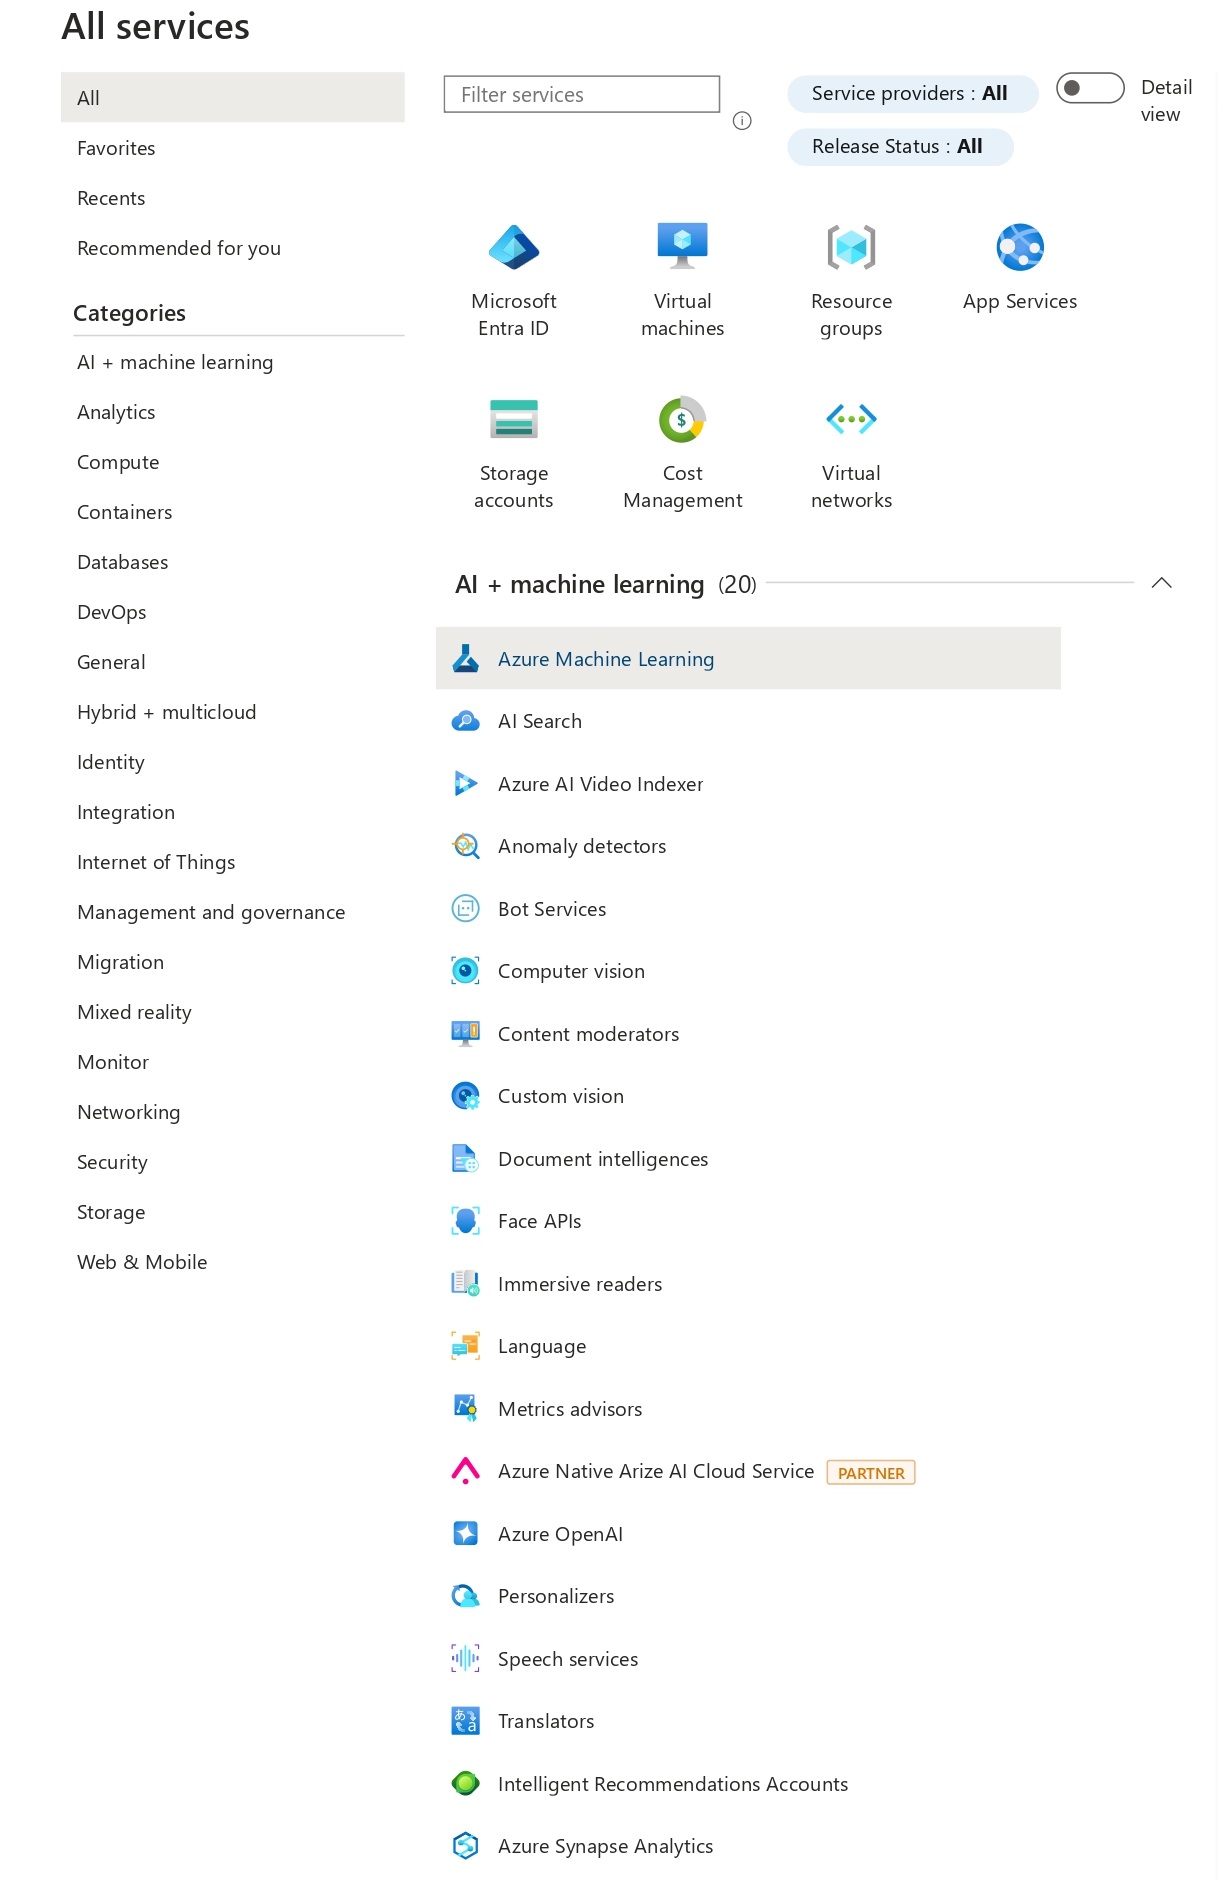 All services
All
Favorites
Recents
Recommended for you
Categories
AI + machine learning
Analytics
Compute
Containers
Databases
DevOps
General
Hybrid + multicloud
Identity
Integration
Internet of Things
Management and governance
Migration
Mixed reality
Monitor
Networking
Security
Storage
Web & Mobile
Filter services
Service providers : All
Release Status : All
Detail
view
Microsoft
Entra ID
Virtual
machines
Resource
groups
App Services
Storage
accounts
Cost
Management
Virtual
networks
AI + machine learning (20)
Azure Machine Learning
AI Search
Azure AI Video Indexer
Anomaly detectors
Bot Services
Computer vision
Content moderators
Custom vision
Document intelligences
Face APIs
Immersive readers
Language
Metrics advisors
Azure Native Arize AI Cloud Service PARTNER
Azure OpenAI
Personalizers
Speech services
Translators
Intelligent Recommendations Accounts
Azure Synapse Analytics